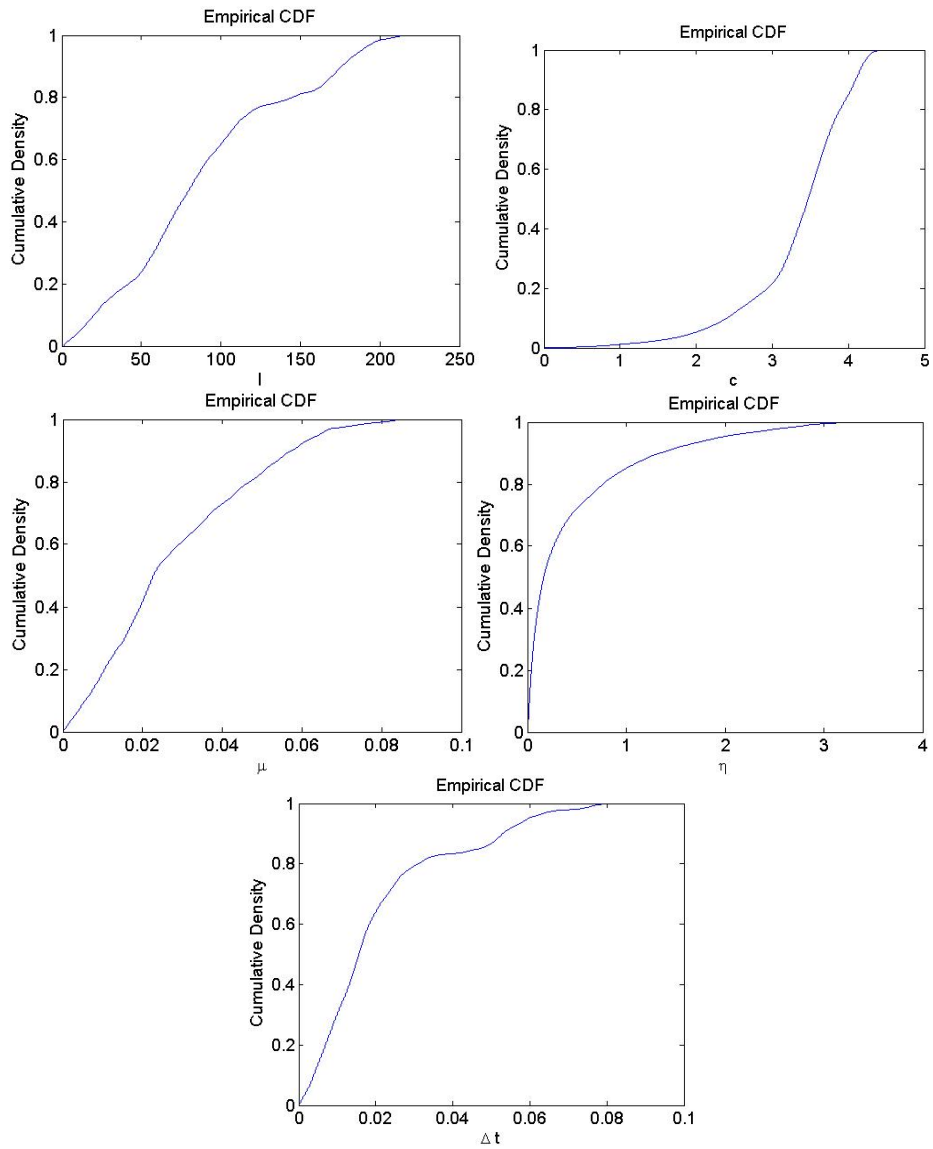 Empirical CDF
Cumulative Density
1
0.8
0.6
0.4
0.2
0
0 50 100 150 200 250
l
Empirical CDF
Cumulative Density
1
0.8
0.6
0.4
0.2
0
0 1 2 3 4 5
c
Empirical CDF
Cumulative Density
1
0.8
0.6
0.4
0.2
0
0 0.02 0.04 0.06 0.08 0.1
μ
Empirical CDF
Cumulative Density
1
0.8
0.6
0.4
0.2
0
0 1 2 3 4
η
Empirical CDF
Cumulative Density
1
0.8
0.6
0.4
0.2
0
0 0.02 0.04 0.06 0.08 0.1
Δ t